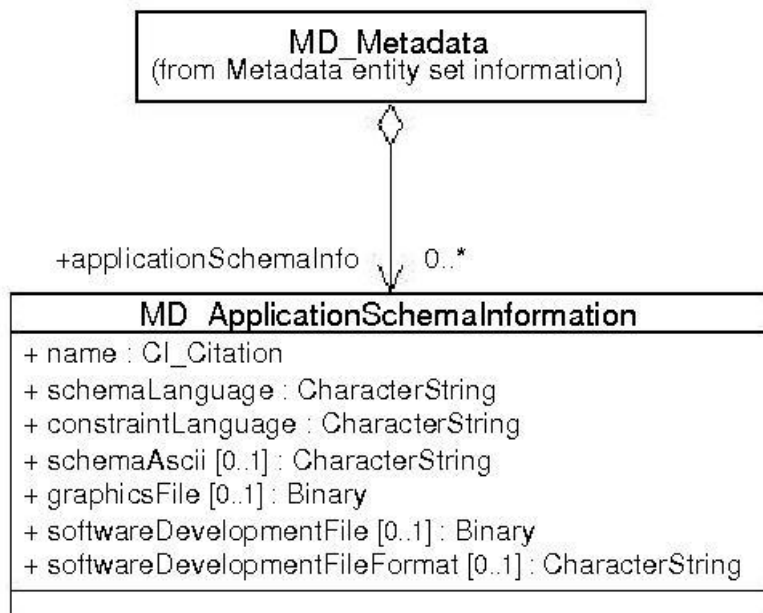 MD_Metadata
(from Metadata entity set information)
+applicationSchemaInfo 0..*
MD_ApplicationSchemaInformation
+ name : CI_Citation
+ schemaLanguage : CharacterString
+ constraintLanguage : CharacterString
+ schemaAscii [0..1] : CharacterString
+ graphicsFile [0..1] : Binary
+ softwareDevelopmentFile [0..1] : Binary
+ softwareDevelopmentFileFormat [0..1] : CharacterString